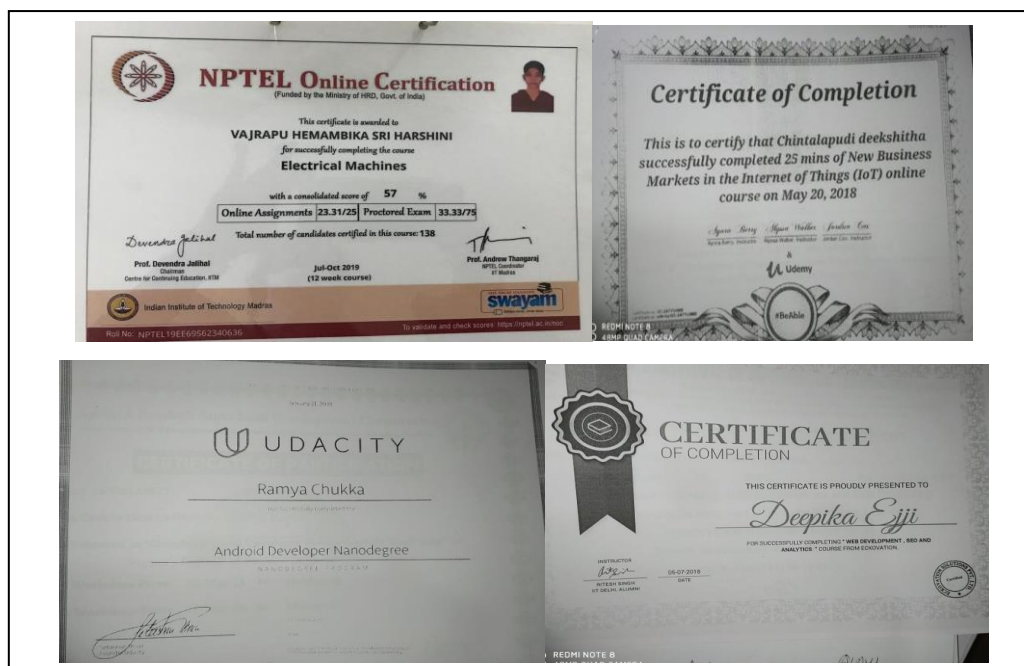 NPTEL Online Certification
(Funded by the Ministry of HRD, Govt. of India)
This certificate is awarded to
VAJRAPU HEMAMBIKA SRI HARSHINI
for successfully completing the course
Electrical Machines
with a consolidated score of 57 %
Online Assignments 23.31/25 Proctored Exam 33.33/75
Total number of candidates certified in this course: 138
Devendra Jalihal
Prof. Devendra Jalihal
Chairman
Centre for Continuing Education, IITM
Jul-Oct 2019
(12 week course)
Prof. Andrew Thangaraj
NPTEL Coordinator
IIT Madras
Indian Institute of Technology Madras
swayam
Roll No: NPTEL19EE69S62340636
To validate and check scores: https://nptel.ac.in/noc
Certificate of Completion
This is to certify that Chintalapudi deekshitha
successfully completed 25 mins of New Business
Markets in the Internet of Things (IoT) online
course on May 20, 2018
&
Udemy
#BeAble
REDMI NOTE 8
48MP QUAD CAMERA
UDACITY
Ramya Chukka
Android Developer Nanodegree
NANODEGREE PROGRAM
CERTIFICATE
OF COMPLETION
THIS CERTIFICATE IS PROUDLY PRESENTED TO
Deepika Ejji
FOR SUCCESSFULLY COMPLETING " WEB DEVELOPMENT , SEO AND
ANALYTICS " COURSE FROM EDKOVATION
INSTRUCTOR
RITESH SINGH
IIT DELHI, ALUMNI
06-07-2018
DATE
REDMI NOTE 8
48MP QUAD CAMERA